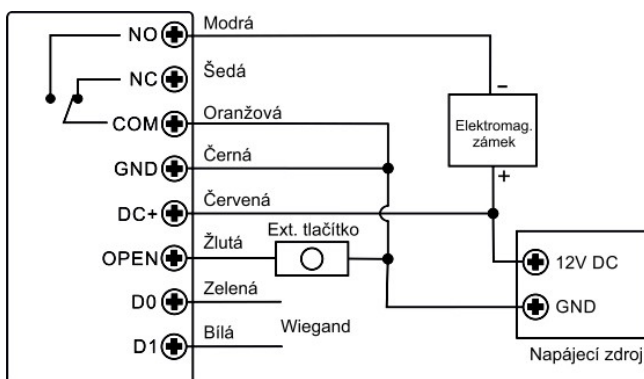 NO Modrá
NC Šedá
COM Oranžová
GND Černá
DC+ Červená
OPEN Žlutá
D0 Zelená
D1 Bílá
Ext. tlačítko
Wiegand
-
Elektromag.
zámek
+
12V DC
GND
Napájecí zdroj